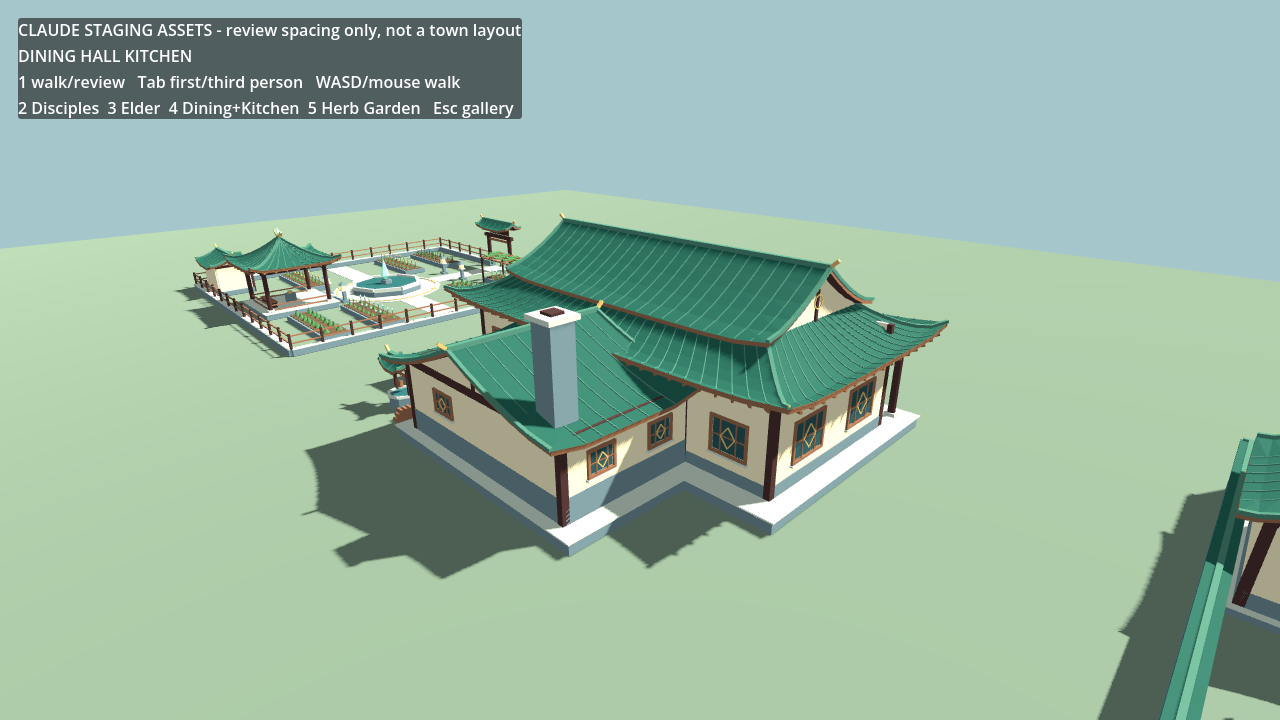 CLAUDE STAGING ASSETS - review spacing only, not a town layout
DINING HALL KITCHEN
1 walk/review   Tab first/third person   WASD/mouse walk
2 Disciples  3 Elder  4 Dining+Kitchen  5 Herb Garden   Esc gallery